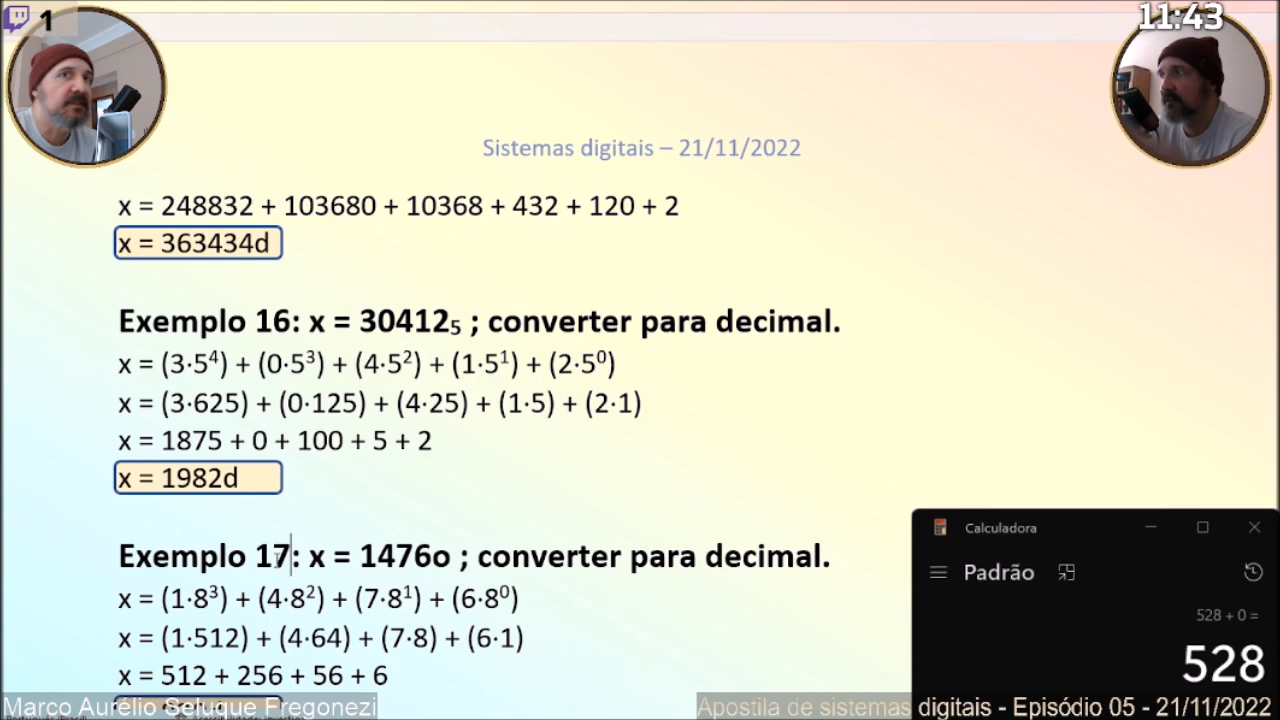 1
11:43
Sistemas digitais – 21/11/2022
x = 248832 + 103680 + 10368 + 432 + 120 + 2
x = 363434d
Exemplo 16: x = 30412₅ ; converter para decimal.
x = (3·5⁴) + (0·5³) + (4·5²) + (1·5¹) + (2·5⁰)
x = (3·625) + (0·125) + (4·25) + (1·5) + (2·1)
x = 1875 + 0 + 100 + 5 + 2
x = 1982d
Exemplo 17: x = 1476o ; converter para decimal.
x = (1·8³) + (4·8²) + (7·8¹) + (6·8⁰)
x = (1·512) + (4·64) + (7·8) + (6·1)
x = 512 + 256 + 56 + 6
Calculadora
Padrão
528 + 0 =
528
Marco Aurélio Seluque Fregonezi
Apostila de sistemas digitais - Episódio 05 - 21/11/2022